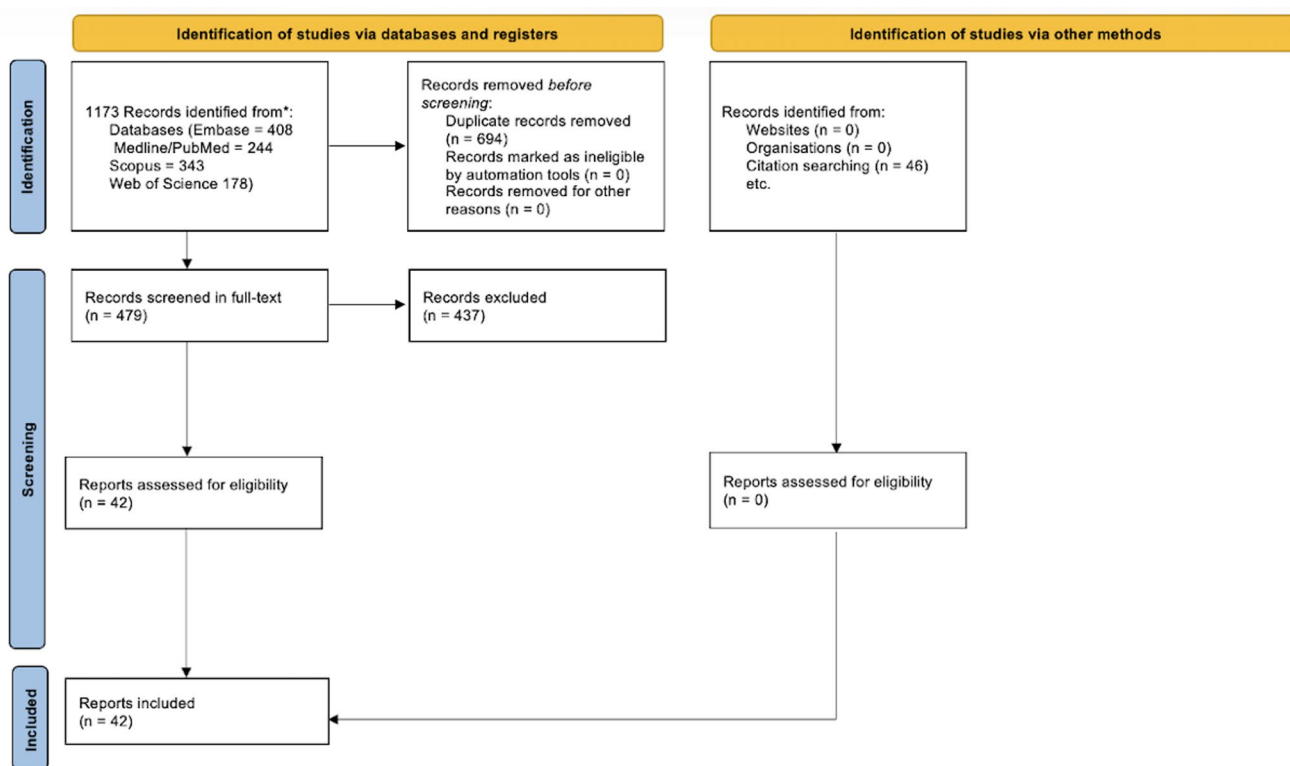 Identification of studies via databases and registers
Identification of studies via other methods
Identification
1173 Records identified from*:
Databases (Embase = 408
Medline/PubMed = 244
Scopus = 343
Web of Science 178)
Records removed before
screening:
Duplicate records removed
(n = 694)
Records marked as ineligible
by automation tools (n = 0)
Records removed for other
reasons (n = 0)
Records identified from:
Websites (n = 0)
Organisations (n = 0)
Citation searching (n = 46)
etc.
Screening
Records screened in full-text
(n = 479)
Records excluded
(n = 437)
Reports assessed for eligibility
(n = 42)
Reports assessed for eligibility
(n = 0)
Included
Reports included
(n = 42)